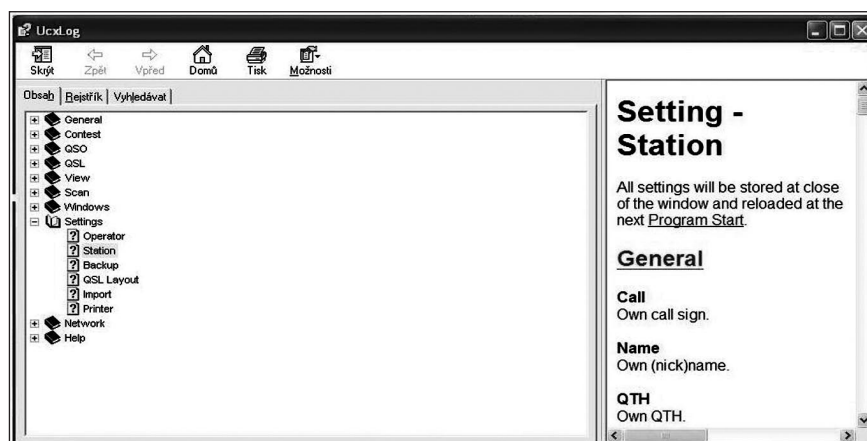 UcxLog
Skrýt Zpět Vpřed Domů Tisk Možnosti
Obsah Rejstřík Vyhledávat
General
Contest
QSO
QSL
View
Scan
Windows
Settings
Operator
Station
Backup
QSL Layout
Import
Printer
Network
Help
Setting -
Station
All settings will be stored at close
of the window and reloaded at the
next Program Start.
General
Call
Own call sign.
Name
Own (nick)name.
QTH
Own QTH.